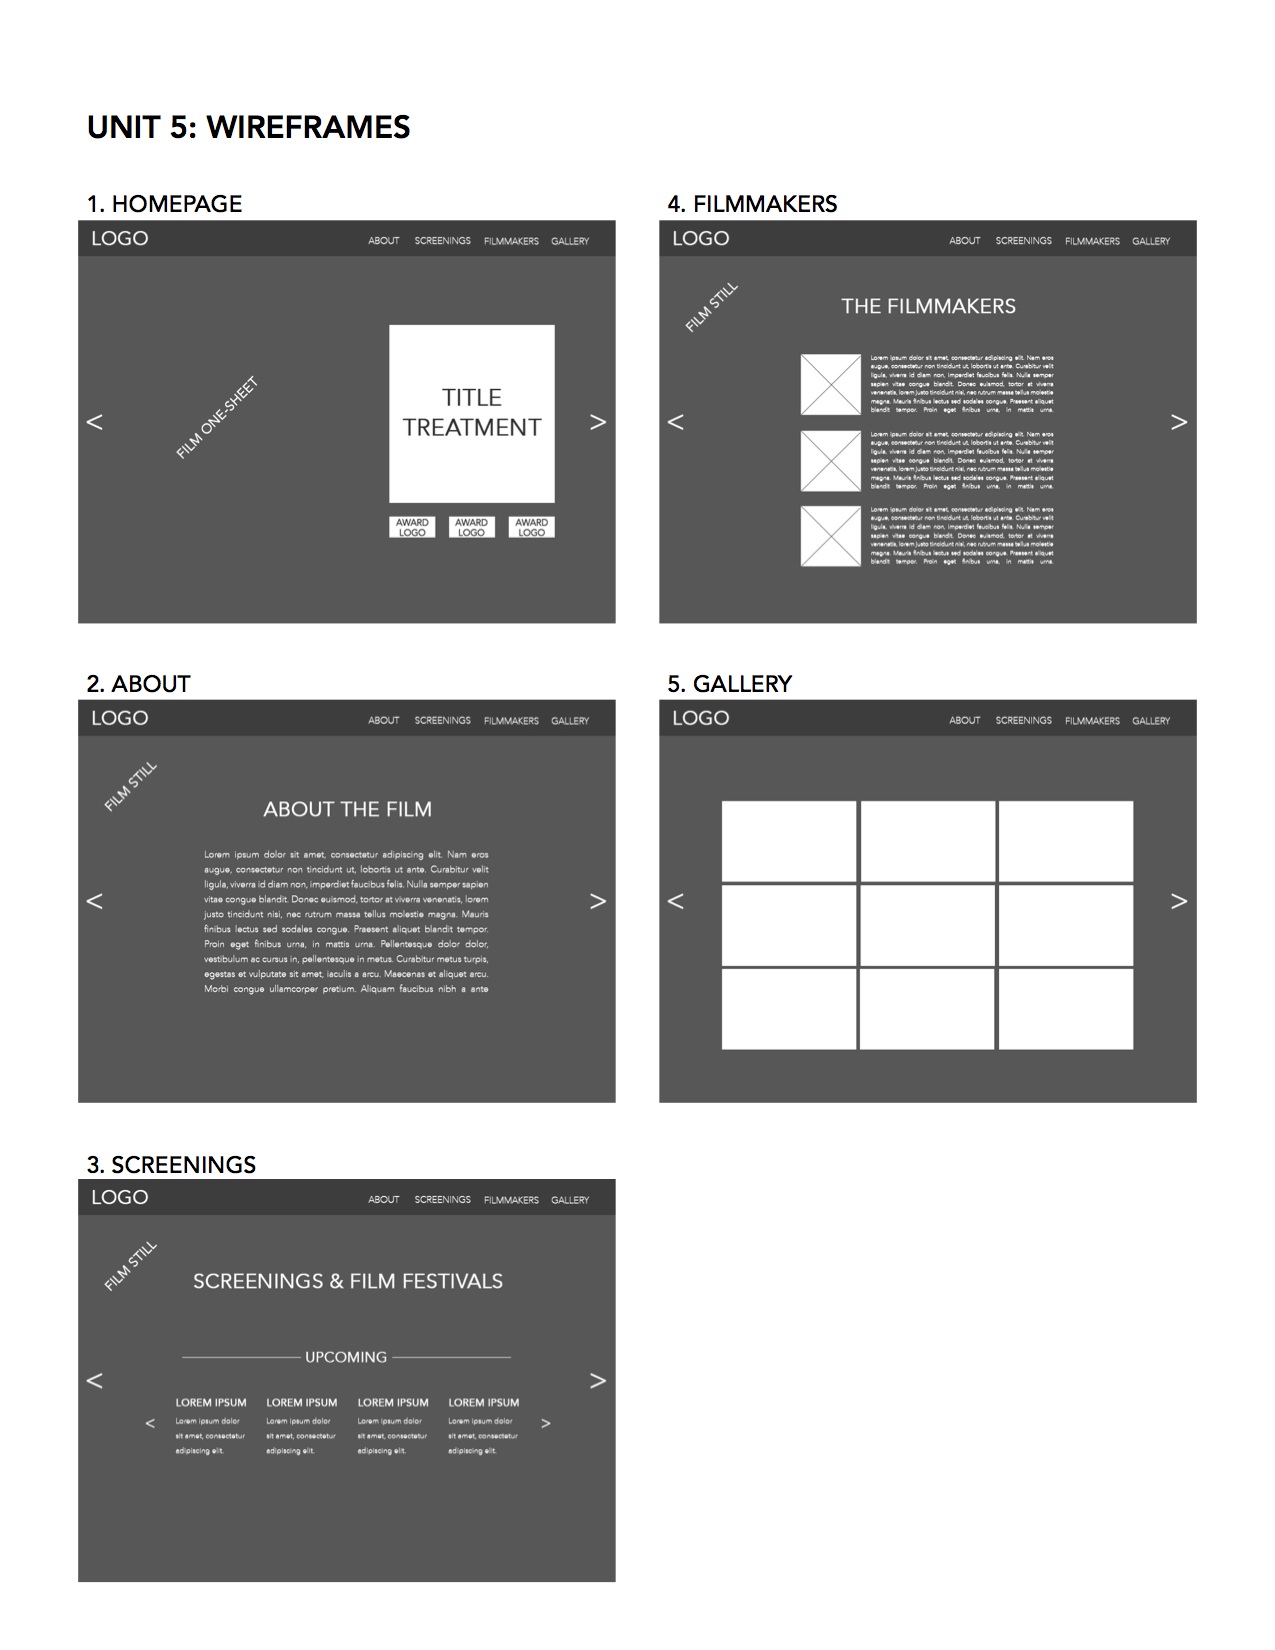 UNIT 5: WIREFRAMES
1. HOMEPAGE
LOGO ABOUT SCREENINGS FILMMAKERS GALLERY
FILM ONE-SHEET
TITLE
TREATMENT
< >
AWARD LOGO AWARD LOGO AWARD LOGO
2. ABOUT
LOGO ABOUT SCREENINGS FILMMAKERS GALLERY
FILM STILL
ABOUT THE FILM
Lorem ipsum dolor sit amet, consectetur adipiscing elit. Nam eros
augue, consectetur non tincidunt ut, lobortis ut ante. Curabitur velit
ligula, viverra id diam non, imperdiet faucibus felis. Nulla semper sapien
vitae congue blandit. Donec euismod, tortor at viverra venenatis, lorem
< >
justo tincidunt nisi, nec rutrum massa tellus molestie magna. Mauris
finibus lectus sed sodales congue. Praesent aliquet blandit tempor.
Proin eget finibus urna, in mattis urna. Pellentesque dolor dolor,
vestibulum ac cursus in, pellentesque in metus. Curabitur metus turpis,
egestas et vulputate sit amet, iaculis a arcu. Maecenas et aliquet arcu.
Morbi congue ullamcorper pretium. Aliquam faucibus nibh a ante
3. SCREENINGS
LOGO ABOUT SCREENINGS FILMMAKERS GALLERY
FILM STILL
SCREENINGS & FILM FESTIVALS
UPCOMING
< >
LOREM IPSUM LOREM IPSUM LOREM IPSUM LOREM IPSUM
Lorem ipsum dolor Lorem ipsum dolor Lorem ipsum dolor Lorem ipsum dolor
< >
sit amet, consectetur sit amet, consectetur sit amet, consectetur sit amet, consectetur
adipiscing elit. adipiscing elit. adipiscing elit. adipiscing elit.
4. FILMMAKERS
LOGO ABOUT SCREENINGS FILMMAKERS GALLERY
FILM STILL
THE FILMMAKERS
Lorem ipsum dolor sit amet, consectetur adipiscing elit. Nam eros
augue, consectetur non tincidunt ut, lobortis ut ante. Curabitur velit
ligula, viverra id diam non, imperdiet faucibus felis. Nulla semper
sapien vitae congue blandit. Donec euismod, tortor at viverra
venenatis, lorem justo tincidunt nisi, nec rutrum massa tellus molestie
magna. Mauris finibus lectus sed sodales congue. Praesent aliquet
blandit tempor. Proin eget finibus urna, in mattis urna.
< >
Lorem ipsum dolor sit amet, consectetur adipiscing elit. Nam eros
augue, consectetur non tincidunt ut, lobortis ut ante. Curabitur velit
ligula, viverra id diam non, imperdiet faucibus felis. Nulla semper
sapien vitae congue blandit. Donec euismod, tortor at viverra
venenatis, lorem justo tincidunt nisi, nec rutrum massa tellus molestie
magna. Mauris finibus lectus sed sodales congue. Praesent aliquet
blandit tempor. Proin eget finibus urna, in mattis urna.
Lorem ipsum dolor sit amet, consectetur adipiscing elit. Nam eros
augue, consectetur non tincidunt ut, lobortis ut ante. Curabitur velit
ligula, viverra id diam non, imperdiet faucibus felis. Nulla semper
sapien vitae congue blandit. Donec euismod, tortor at viverra
venenatis, lorem justo tincidunt nisi, nec rutrum massa tellus molestie
magna. Mauris finibus lectus sed sodales congue. Praesent aliquet
blandit tempor. Proin eget finibus urna, in mattis urna.
5. GALLERY
LOGO ABOUT SCREENINGS FILMMAKERS GALLERY
< >